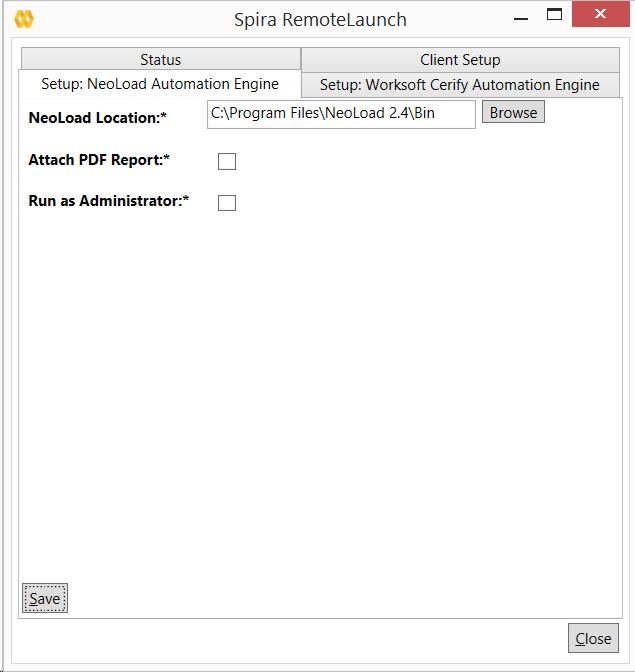 Spira RemoteLaunch
Status
Client Setup
Setup: NeoLoad Automation Engine
Setup: Worksoft Cerify Automation Engine
NeoLoad Location:*
C:\Program Files\NeoLoad 2.4\Bin
Browse
Attach PDF Report:*
Run as Administrator:*
Save
Close